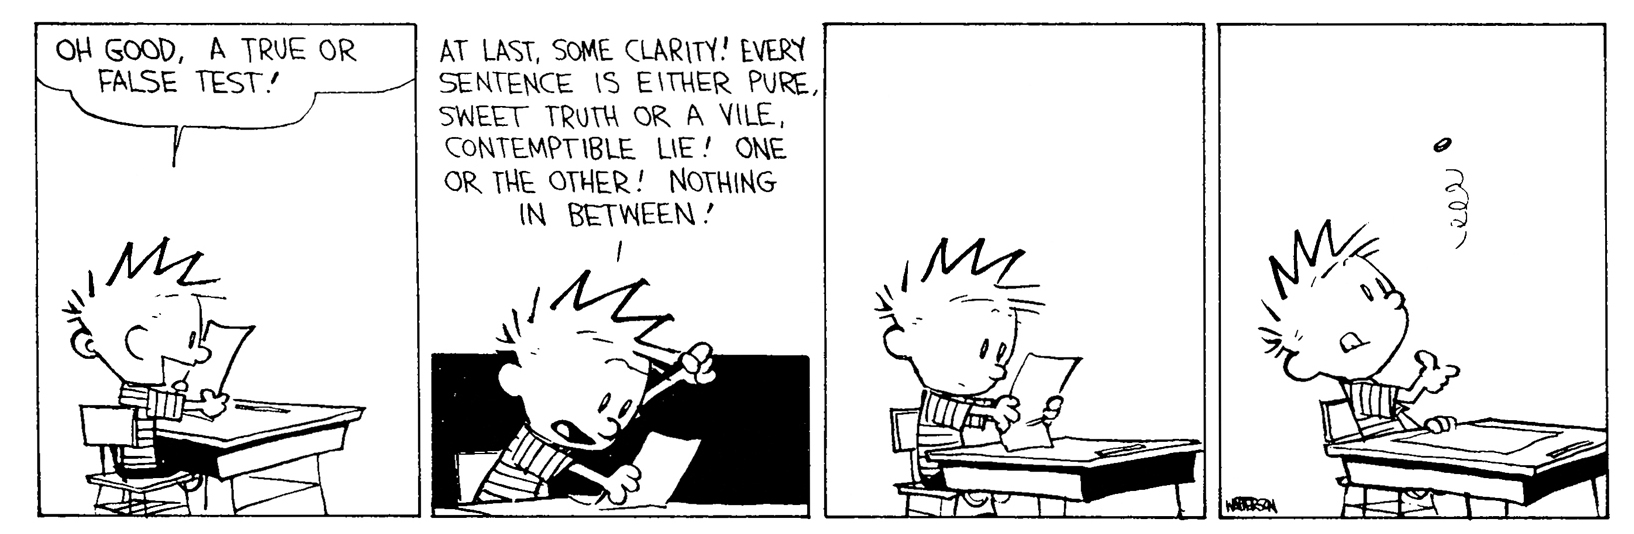 OH GOOD, A TRUE OR
FALSE TEST!
AT LAST, SOME CLARITY! EVERY
SENTENCE IS EITHER PURE,
SWEET TRUTH OR A VILE,
CONTEMPTIBLE LIE! ONE
OR THE OTHER! NOTHING
IN BETWEEN!
WATTERSON